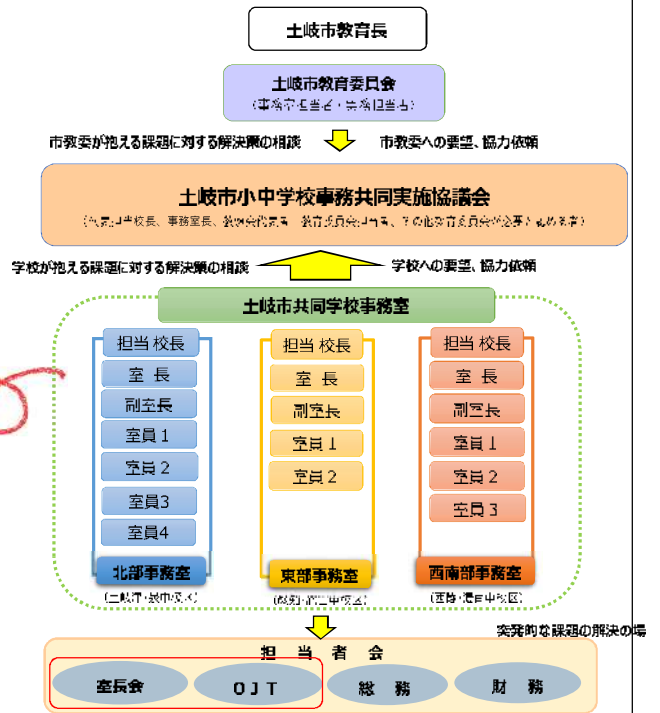 土岐市教育長
土岐市教育委員会
市教委が抱える課題に対する解決策の相談
市教委への要望、協力依頼
土岐市小中学校事務共同実施協議会
学校が抱える課題に対する解決策の相談
学校への要望、協力依頼
土岐市共同学校事務室
担当 校長
室 長
副室長
室員1
室員2
室員3
室員4
北部事務室
担当 校長
室 長
副室長
室員1
室員2
東部事務室
担当 校長
室 長
副室長
室員1
室員2
室員3
西南部事務室
突発的な課題の解決の場
担 当 者 会
室長会
OJT
総 務
財 務